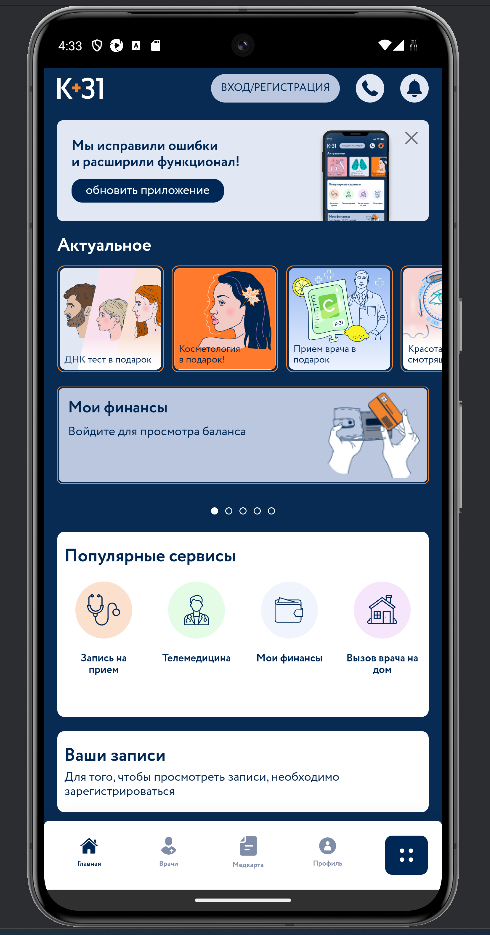 4:33
K+31
ВХОД/РЕГИСТРАЦИЯ
Мы исправили ошибки
и расширили функционал!
обновить приложение
Актуальное
ДНК тест в подарок
Косметология
в подарок!
Прием врача в
подарок
Красота
Мои финансы
Войдите для просмотра баланса
Популярные сервисы
Запись на
прием
Телемедицина
Мои финансы
Вызов врача на
дом
Ваши записи
Для того, чтобы просмотреть записи, необходимо
зарегистрироваться
Главная
Врачи
Медкарта
Профиль